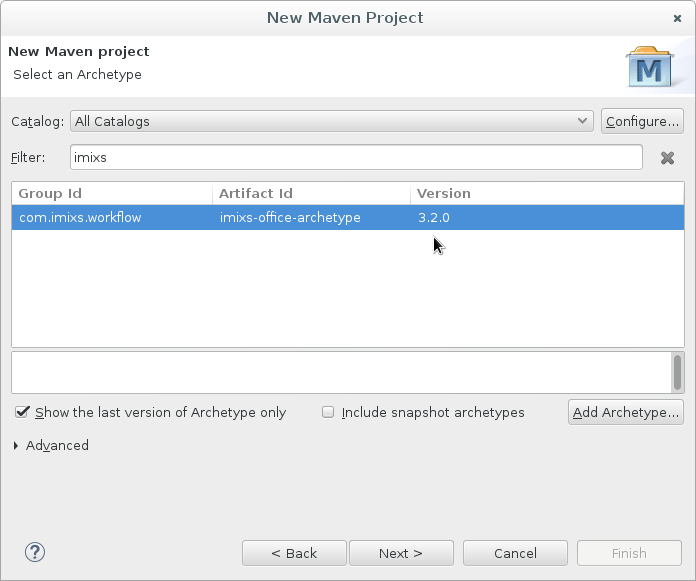 New Maven Project
New Maven project
Select an Archetype
M
Catalog: All Catalogs Configure...
Filter: imixs
Group Id Artifact Id Version
com.imixs.workflow imixs-office-archetype 3.2.0
Show the last version of Archetype only Include snapshot archetypes Add Archetype...
Advanced
? < Back Next > Cancel Finish